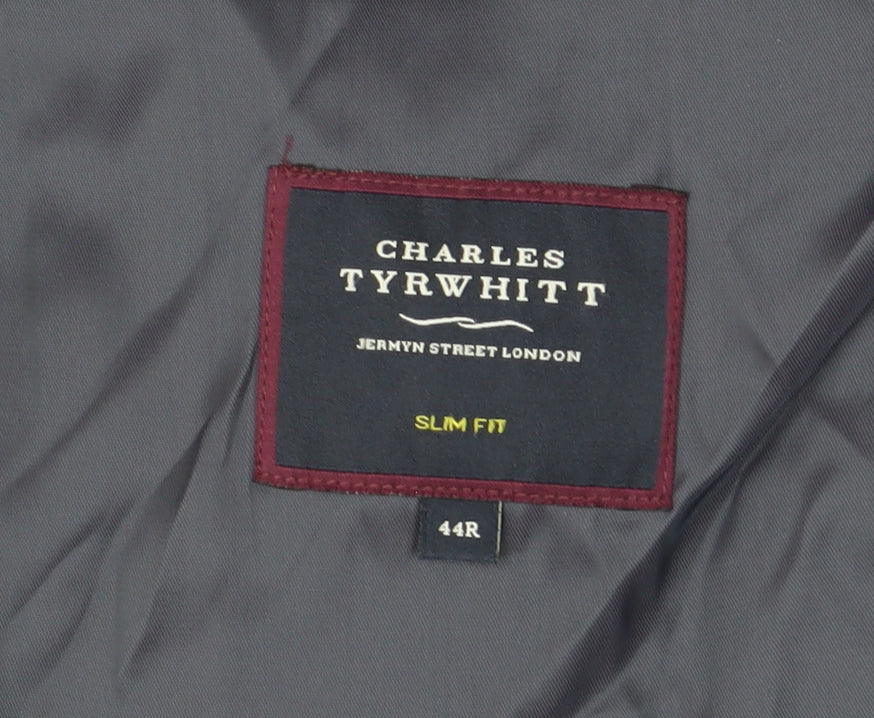 CHARLES
TYRWHITT
JERMYN STREET LONDON
SLIM FIT
44R